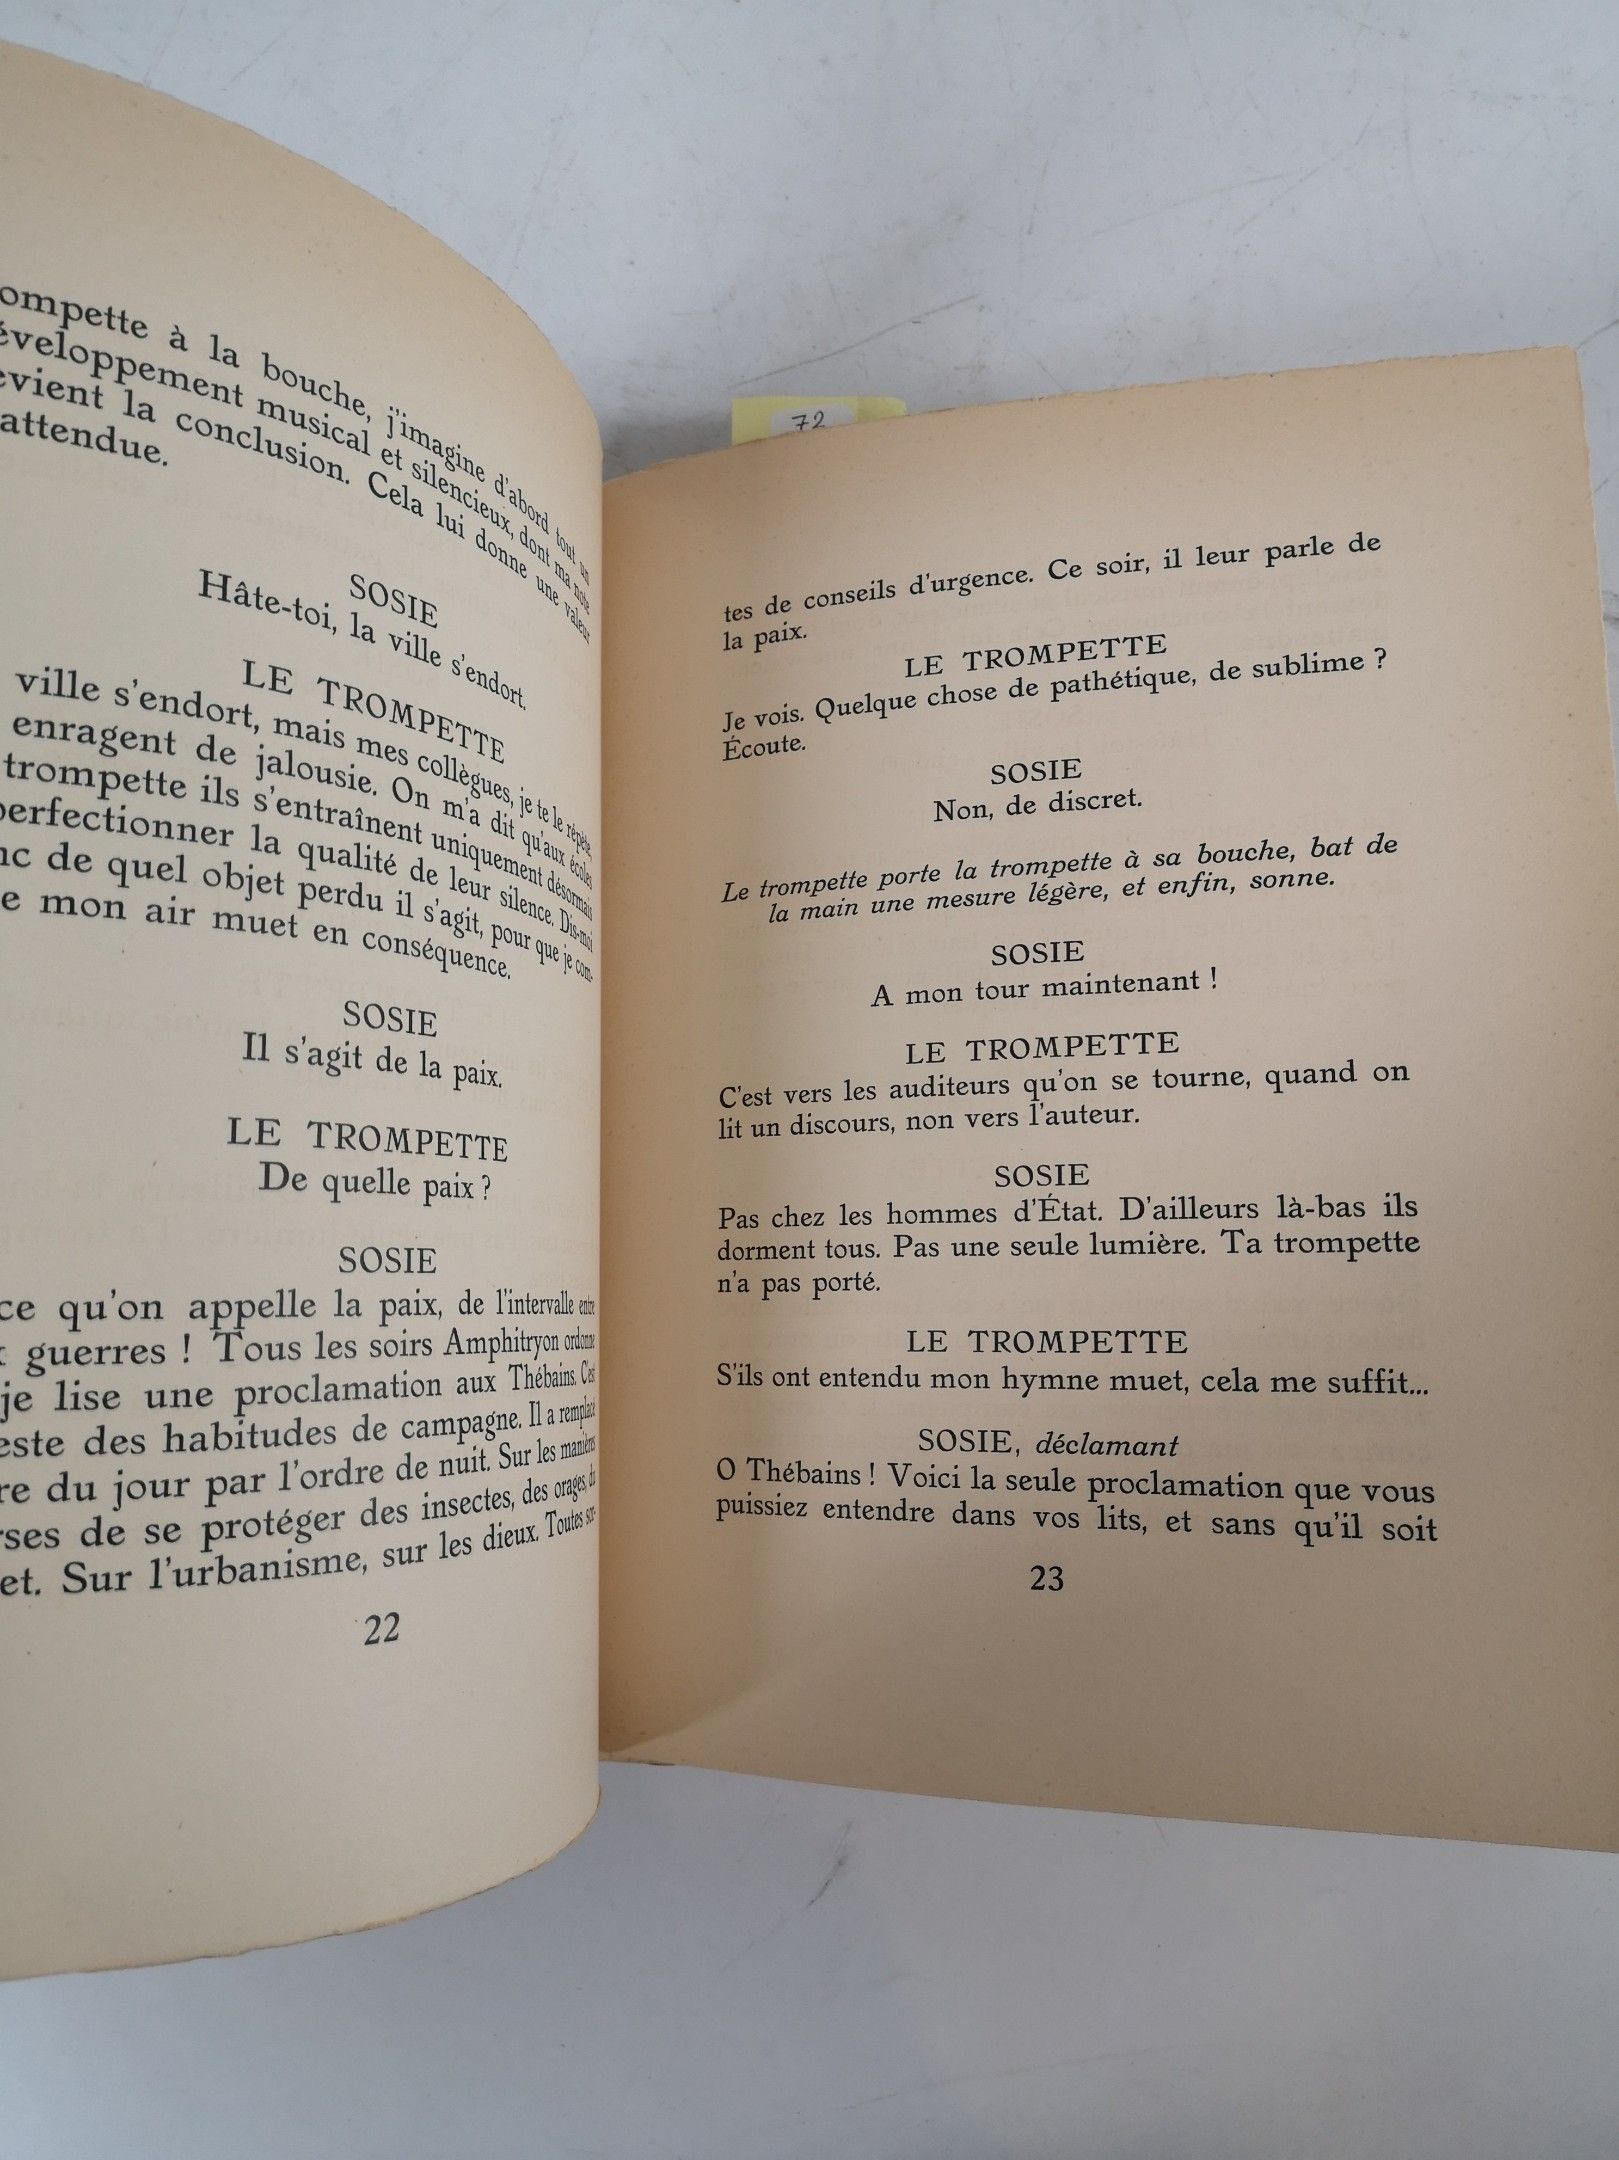 ompette à la bouche, j'imagine d'abord tout un
éveloppement musical et silencieux, dont ma note
evient la conclusion. Cela lui donne une valeur
attendue.
SOSIE
Hâte-toi, la ville s'endort.
LE TROMPETTE
ville s'endort, mais mes collègues, je te le répète,
enragent de jalousie. On m'a dit qu'aux écoles
trompette ils s'entraînent uniquement désormais
perfectionner la qualité de leur silence. Dis-moi
nc de quel objet perdu il s'agit, pour que je com-
e mon air muet en conséquence.
SOSIE
Il s'agit de la paix.
LE TROMPETTE
De quelle paix ?
SOSIE
ce qu'on appelle la paix, de l'intervalle entre
x guerres ! Tous les soirs Amphitryon ordonne
je lise une proclamation aux Thébains. C'est
este des habitudes de campagne. Il a remplacé
re du jour par l'ordre de nuit. Sur les manières
rses de se protéger des insectes, des orages, du
et. Sur l'urbanisme, sur les dieux. Toutes sor-
22
72
tes de conseils d'urgence. Ce soir, il leur parle de
la paix.
LE TROMPETTE
Je vois. Quelque chose de pathétique, de sublime ?
Écoute.
SOSIE
Non, de discret.
Le trompette porte la trompette à sa bouche, bat de
la main une mesure légère, et enfin, sonne.
SOSIE
A mon tour maintenant !
LE TROMPETTE
C'est vers les auditeurs qu'on se tourne, quand on
lit un discours, non vers l'auteur.
SOSIE
Pas chez les hommes d'État. D'ailleurs là-bas ils
dorment tous. Pas une seule lumière. Ta trompette
n'a pas porté.
LE TROMPETTE
S'ils ont entendu mon hymne muet, cela me suffit...
SOSIE, déclamant
O Thébains ! Voici la seule proclamation que vous
puissiez entendre dans vos lits, et sans qu'il soit
23